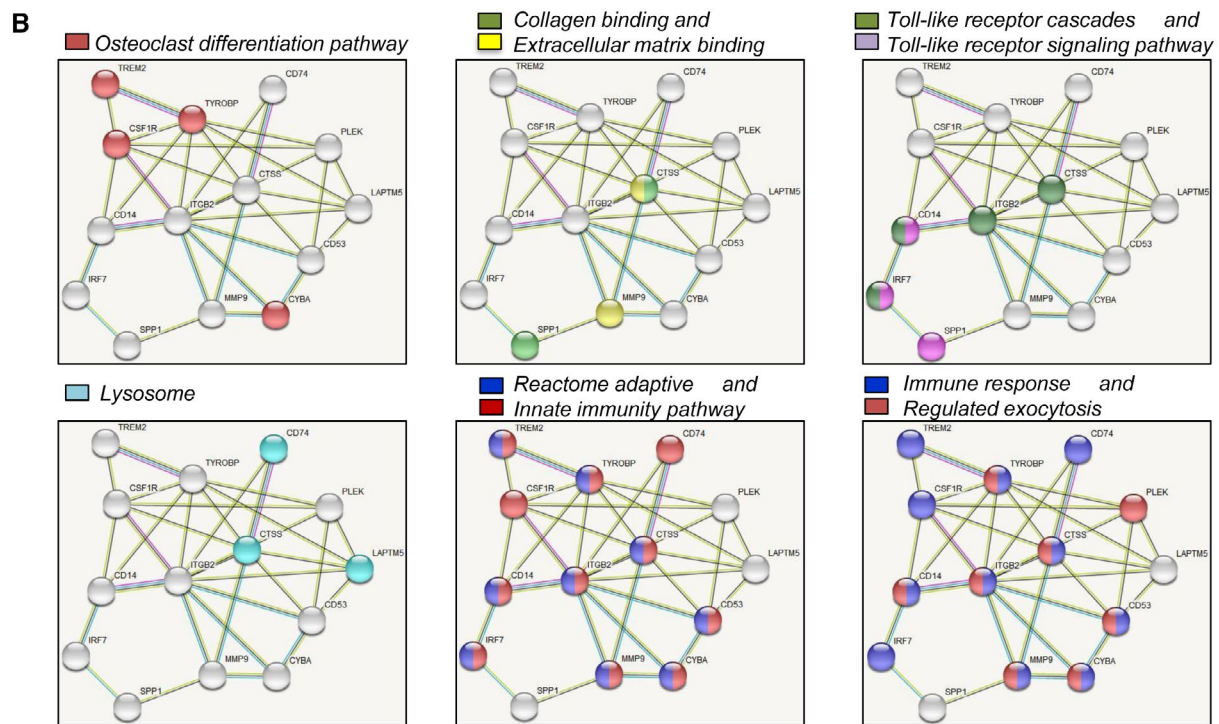 B
Osteoclast differentiation pathway
Collagen binding and
Extracellular matrix binding
Toll-like receptor cascades and
Toll-like receptor signaling pathway
TREM2
CD74
TYROBP
CSF1R
PLEK
CTSS
LAPTM5
ITGB2
CD14
CD53
IRF7
MMP9
CYBA
SPP1
TREM2
CD74
TYROBP
CSF1R
PLEK
CTSS
LAPTM5
ITGB2
CD14
CD53
IRF7
MMP9
CYBA
SPP1
TREM2
CD74
TYROBP
CSF1R
PLEK
CTSS
LAPTM5
ITGB2
CD14
CD53
IRF7
MMP9
CYBA
SPP1
Lysosome
Reactome adaptive and
Innate immunity pathway
Immune response and
Regulated exocytosis
TREM2
CD74
TYROBP
CSF1R
PLEK
CTSS
LAPTM5
ITGB2
CD14
CD53
IRF7
MMP9
CYBA
SPP1
TREM2
CD74
TYROBP
CSF1R
PLEK
CTSS
LAPTM5
ITGB2
CD14
CD53
IRF7
MMP9
CYBA
SPP1
TREM2
CD74
TYROBP
CSF1R
PLEK
CTSS
LAPTM5
ITGB2
CD14
CD53
IRF7
MMP9
CYBA
SPP1